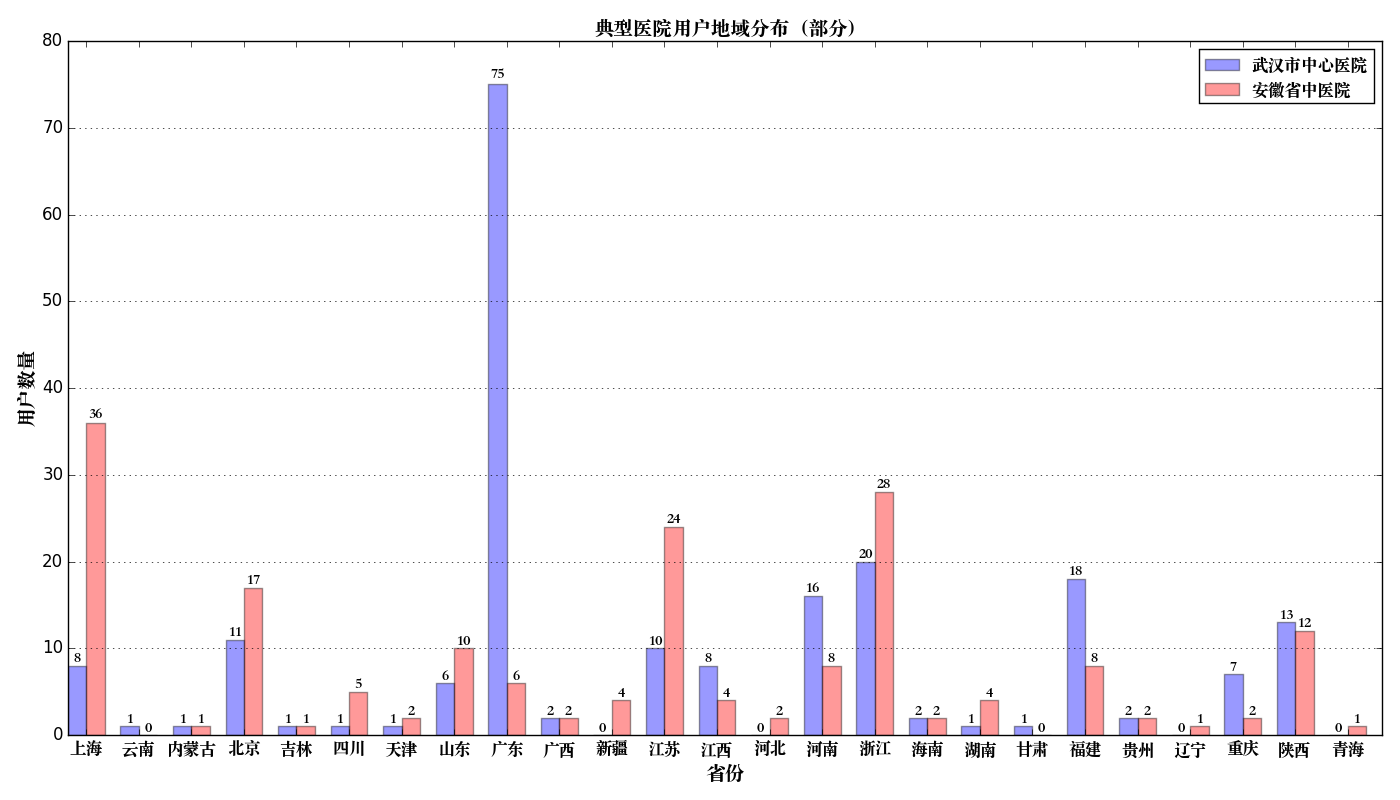 典型医院用户地域分布（部分）
武汉市中心医院
安徽省中医院
用户数量
80
70
60
50
40
30
20
10
0
8 36 1 0 1 1 11 17 1 1 1 5 1 2 6 10 75 6 2 2 0 4 10 24 8 4 0 2 16 8 20 28 2 2 1 4 1 0 18 8 2 2 0 1 7 2 13 12 0 1
上海 云南 内蒙古 北京 吉林 四川 天津 山东 广东 广西 新疆 江苏 江西 河北 河南 浙江 海南 湖南 甘肃 福建 贵州 辽宁 重庆 陕西 青海
省份